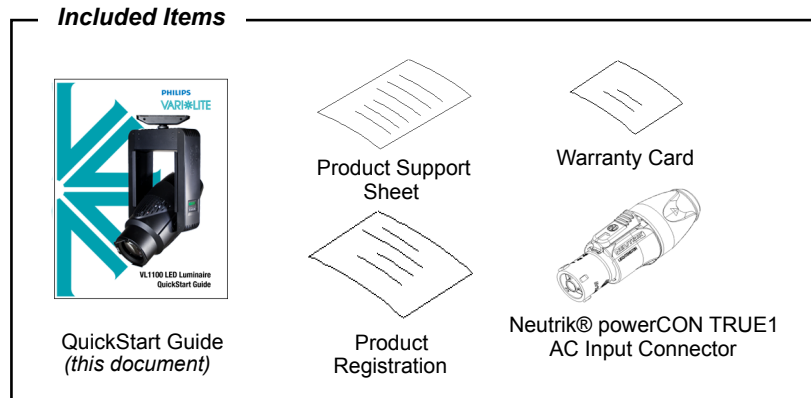 Included Items
PHILIPS
VARI✱LITE
VL1100 LED Luminaire
QuickStart Guide
QuickStart Guide
(this document)
Product Support
Sheet
Warranty Card
Product
Registration
Neutrik® powerCON TRUE1
AC Input Connector